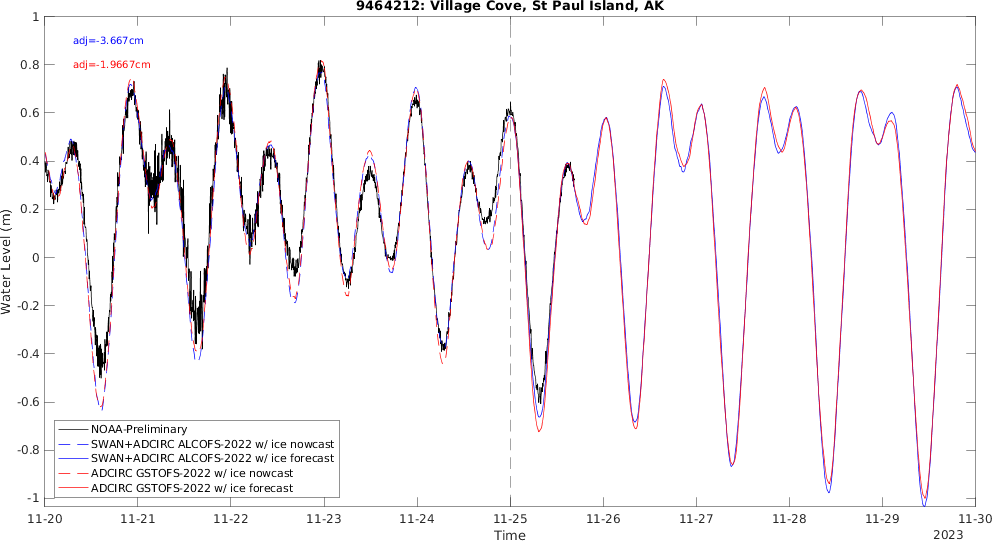 9464212: Village Cove, St Paul Island, AK
adj=-3.667cm
adj=-1.9667cm
Water Level (m)
1
0.8
0.6
0.4
0.2
0
-0.2
-0.4
-0.6
-0.8
-1
NOAA-Preliminary
SWAN+ADCIRC ALCOFS-2022 w/ ice nowcast
SWAN+ADCIRC ALCOFS-2022 w/ ice forecast
ADCIRC GSTOFS-2022 w/ ice nowcast
ADCIRC GSTOFS-2022 w/ ice forecast
11-20 11-21 11-22 11-23 11-24 11-25 11-26 11-27 11-28 11-29 11-30
Time
2023